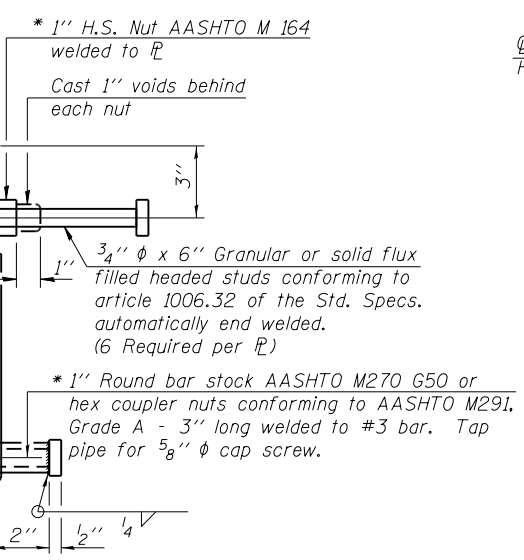 * 1'' H.S. Nut AASHTO M 164
welded to ℄
Cast 1'' voids behind
each nut
3''
1''
3/4'' ϕ x 6'' Granular or solid flux
filled headed studs conforming to
article 1006.32 of the Std. Specs.
automatically end welded.
(6 Required per ⅊)
* 1'' Round bar stock AASHTO M270 G50 or
hex coupler nuts conforming to AASHTO M291,
Grade A - 3'' long welded to #3 bar. Tap
pipe for 5/8'' ϕ cap screw.
2''
1/2''
1/4